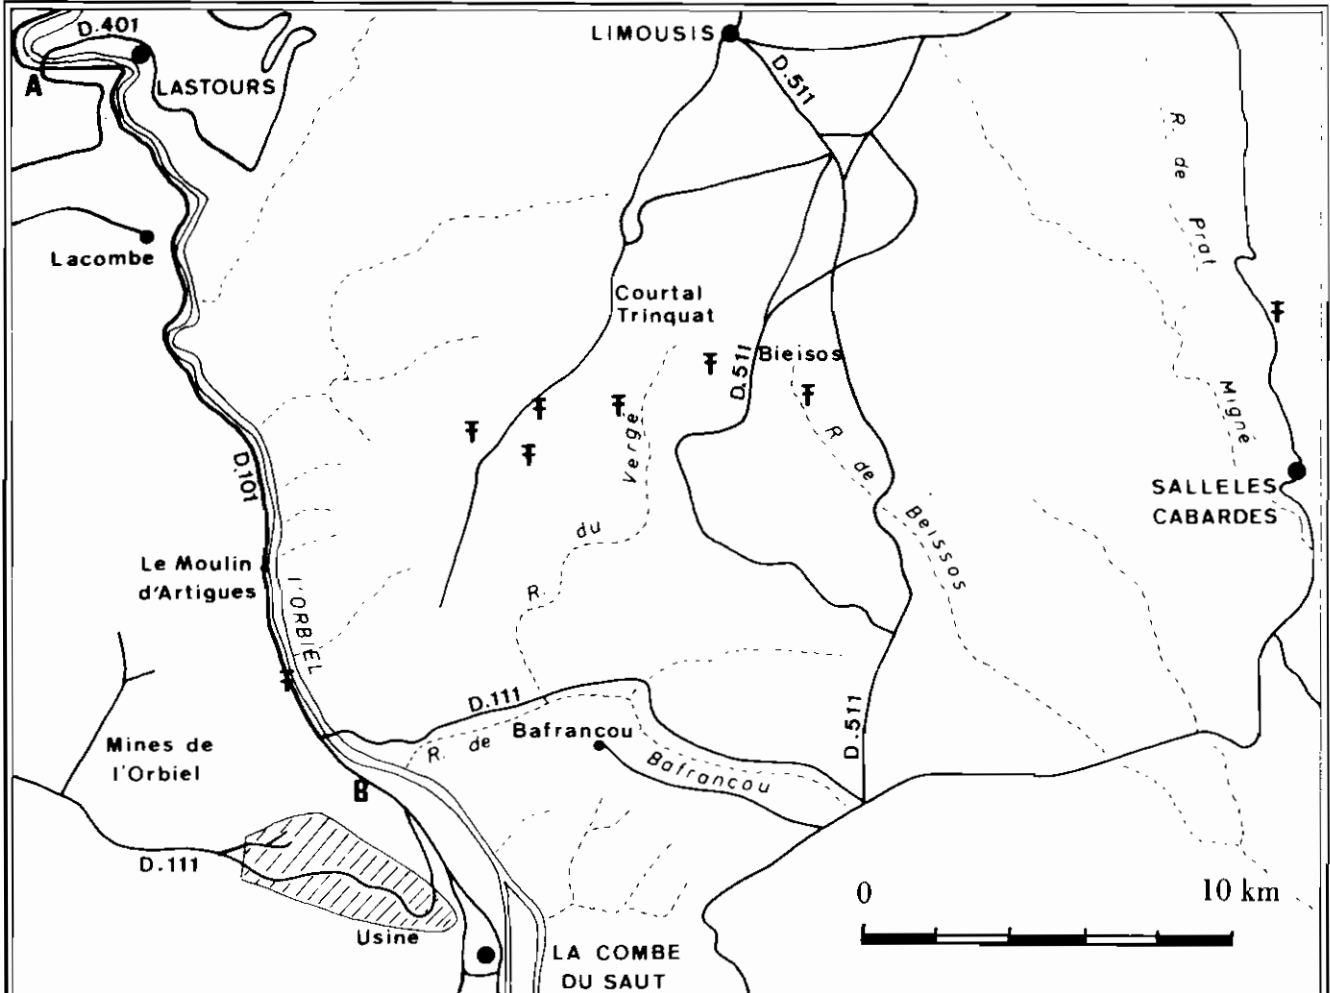 D.401
LIMOUSIS
A
LASTOURS
D.511
R. de Prat Migne
Lacombe
Courtal
Trinquat
D.511
Bieisos
R. du Verge
R de Beissos
D.101
SALLELES
CABARDES
Le Moulin
d'Artigues
l'ORBIEL
D.111
D.511
R. de Bafrancou
Bafrancou
Mines de
l'Orbiel
B
D.111
0 10 km
Usine
LA COMBE
DU SAUT